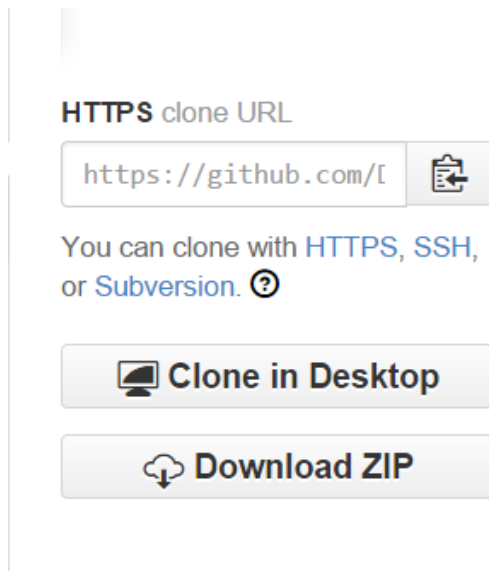 HTTPS clone URL
https://github.com/
You can clone with HTTPS, SSH,
or Subversion.
Clone in Desktop
Download ZIP